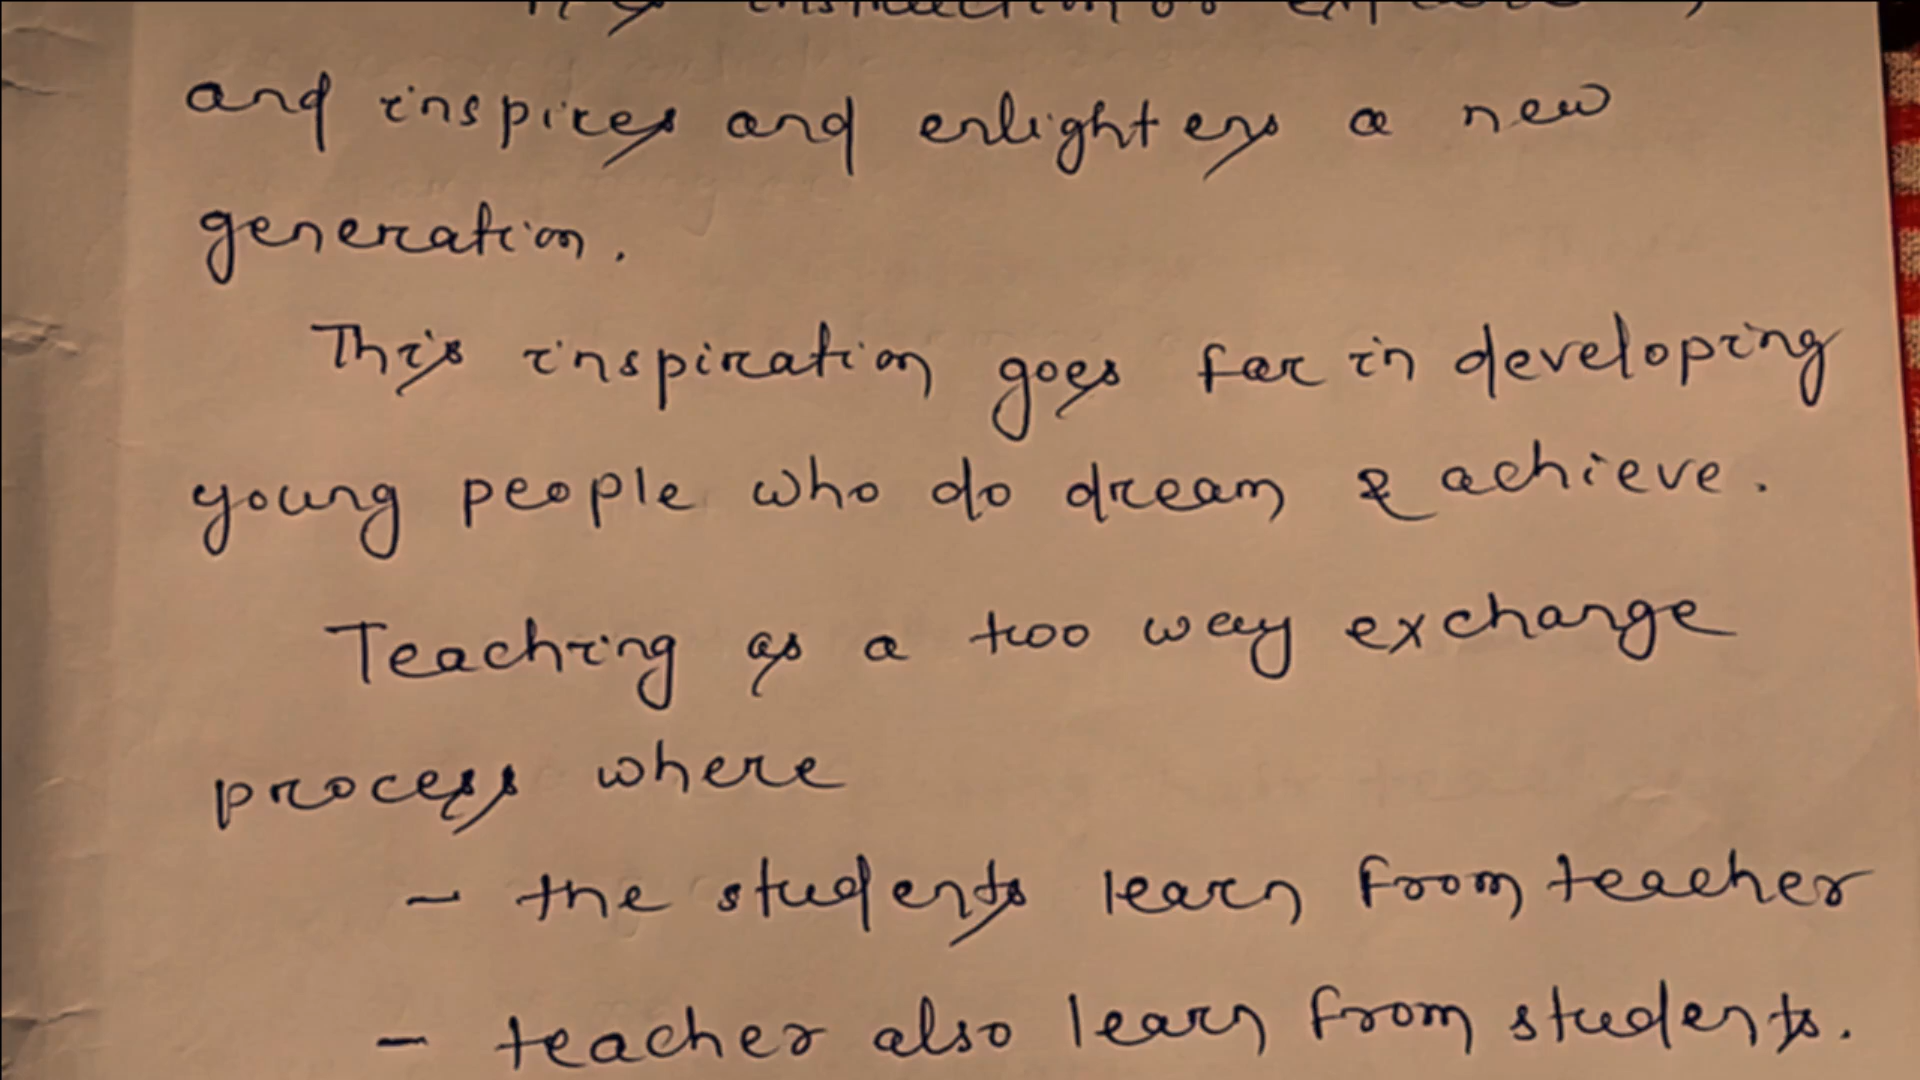 and inspires and enlightens a new
generation.
This inspiration goes far in developing
young people who do dream & achieve.
Teaching as a two way exchange
process where
- the students learn from teacher
- teacher also learn from students.